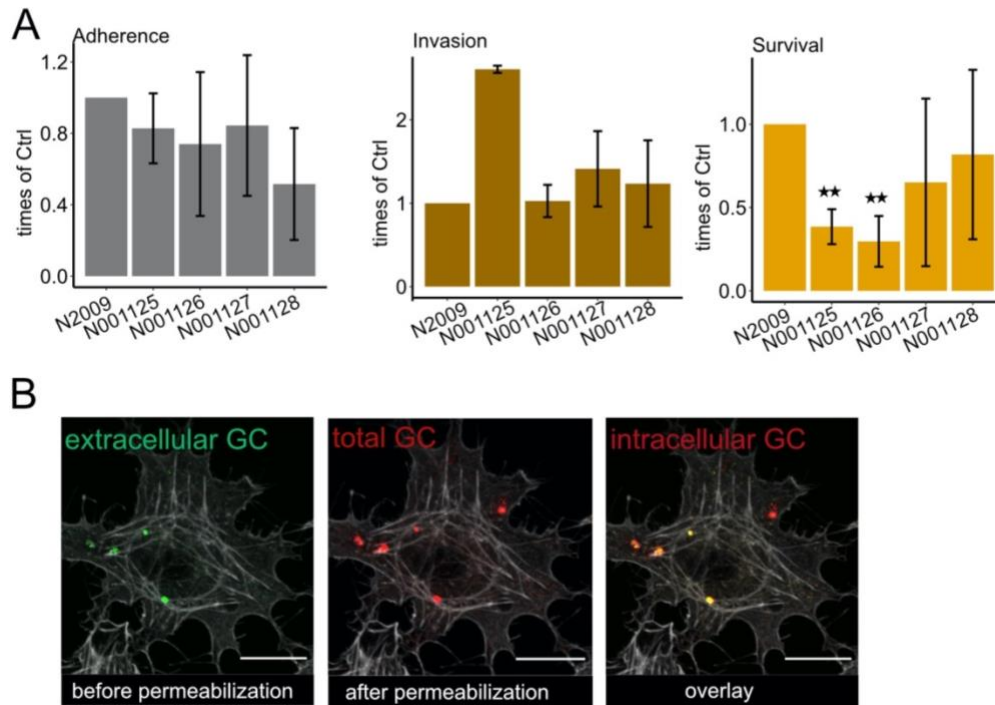 A
Adherence
times of Ctrl
1.2
0.8
0.4
0.0
N2009
N001125
N001126
N001127
N001128
Invasion
times of Ctrl
2
1
0
N2009
N001125
N001126
N001127
N001128
Survival
times of Ctrl
1.0
0.5
0.0
★★
★★
N2009
N001125
N001126
N001127
N001128
B
extracellular GC
before permeabilization
total GC
after permeabilization
intracellular GC
overlay